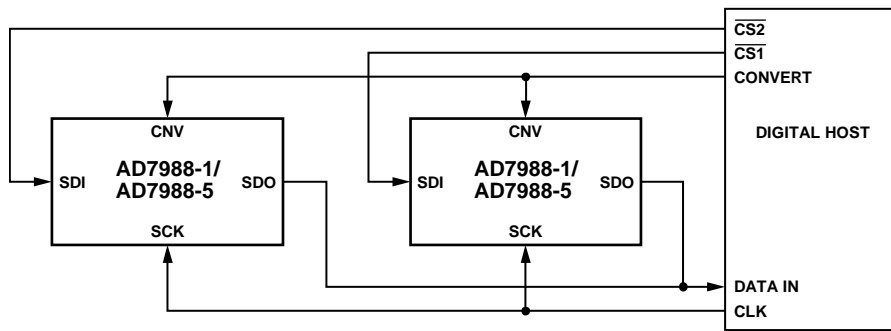 CS2
CS1
CONVERT
DIGITAL HOST
CNV
AD7988-1/
AD7988-5
SDI
SDO
SCK
CNV
AD7988-1/
AD7988-5
SDI
SDO
SCK
DATA IN
CLK